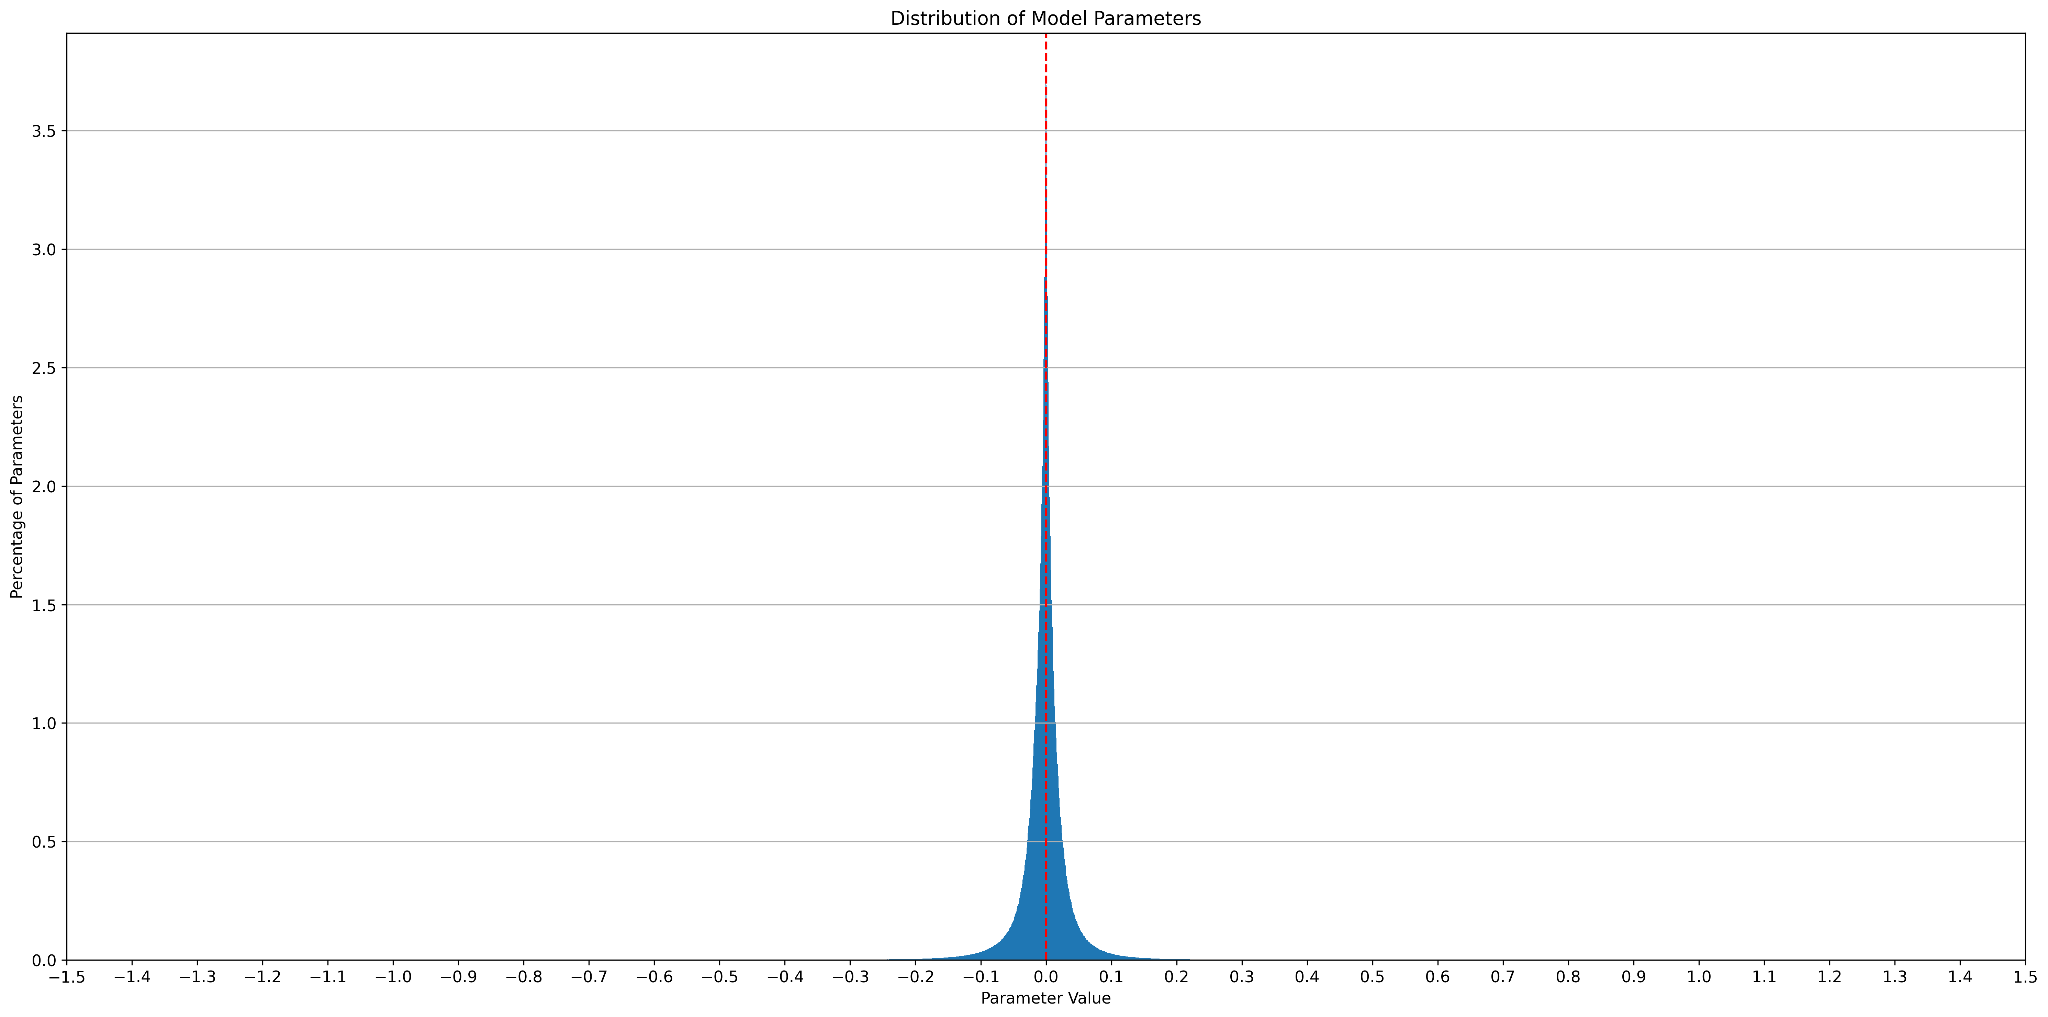 Distribution of Model Parameters
3.5
3.0
2.5
2.0
1.5
1.0
0.5
0.0
Percentage of Parameters
−1.5 −1.4 −1.3 −1.2 −1.1 −1.0 −0.9 −0.8 −0.7 −0.6 −0.5 −0.4 −0.3 −0.2 −0.1 0.0 0.1 0.2 0.3 0.4 0.5 0.6 0.7 0.8 0.9 1.0 1.1 1.2 1.3 1.4 1.5
Parameter Value